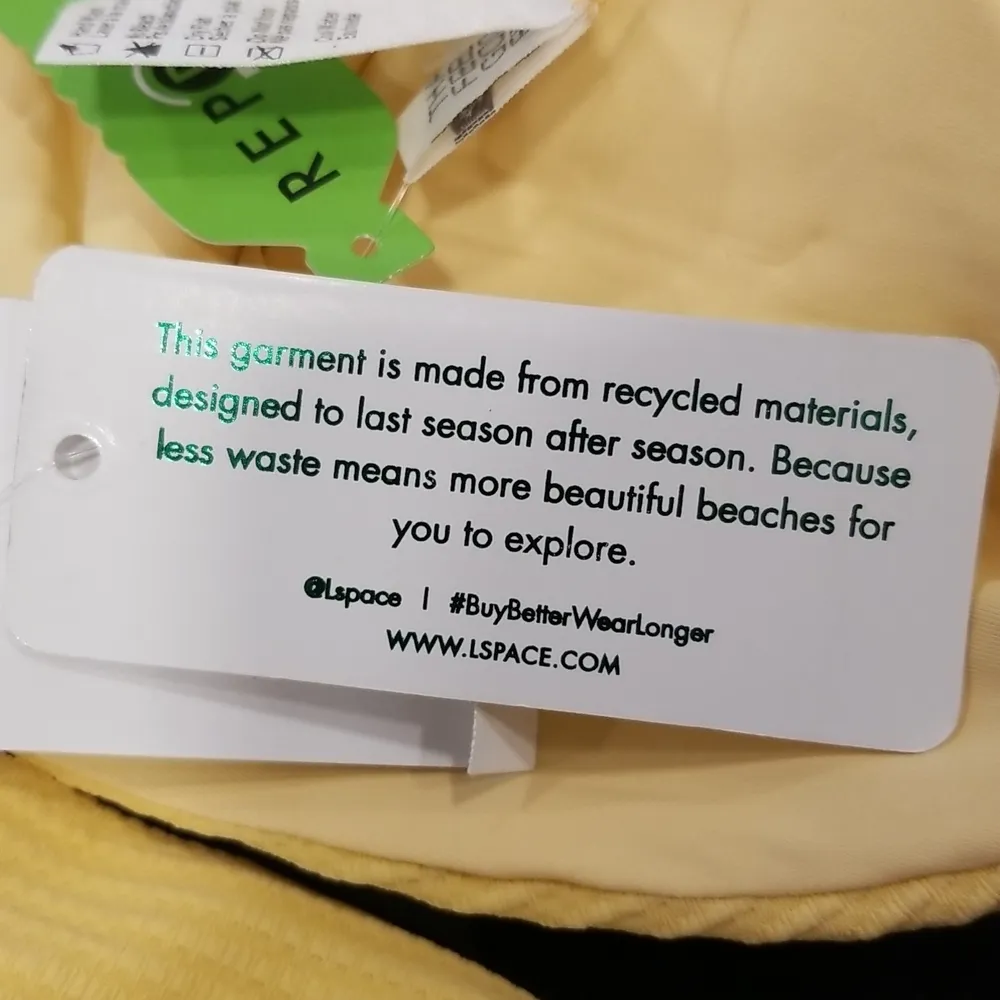 REP
This garment is made from recycled materials,
designed to last season after season. Because
less waste means more beautiful beaches for
you to explore.
@Lspace | #BuyBetterWearLonger
WWW.LSPACE.COM